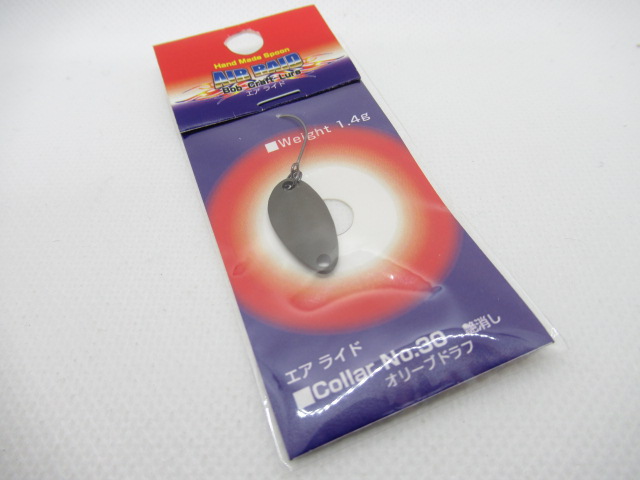 Hand Made Spoon
AIR RAID
Bob Craft Lure
エア ライド
■Weight 1.4g
エア ライド
■Collar No.30 艶消し
オリーブドラブ